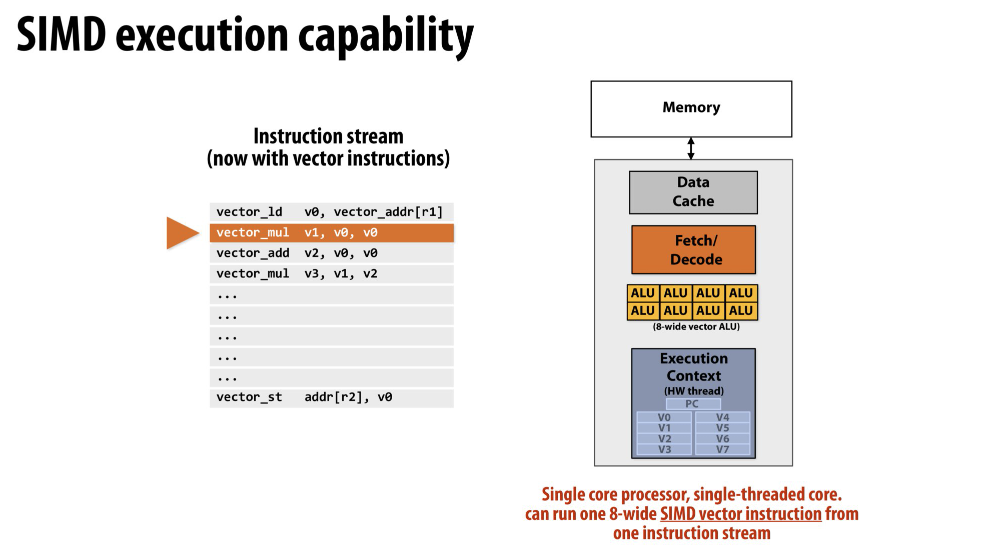 SIMD execution capability
Instruction stream
(now with vector instructions)
vector_ld v0, vector_addr[r1]
vector_mul v1, v0, v0
vector_add v2, v0, v0
vector_mul v3, v1, v2
...
...
...
...
...
vector_st addr[r2], v0
Memory
Data
Cache
Fetch/
Decode
ALU ALU ALU ALU
ALU ALU ALU ALU
(8-wide vector ALU)
Execution
Context
(HW thread)
PC
V0 V4
V1 V5
V2 V6
V3 V7
Single core processor, single-threaded core.
can run one 8-wide SIMD vector instruction from
one instruction stream